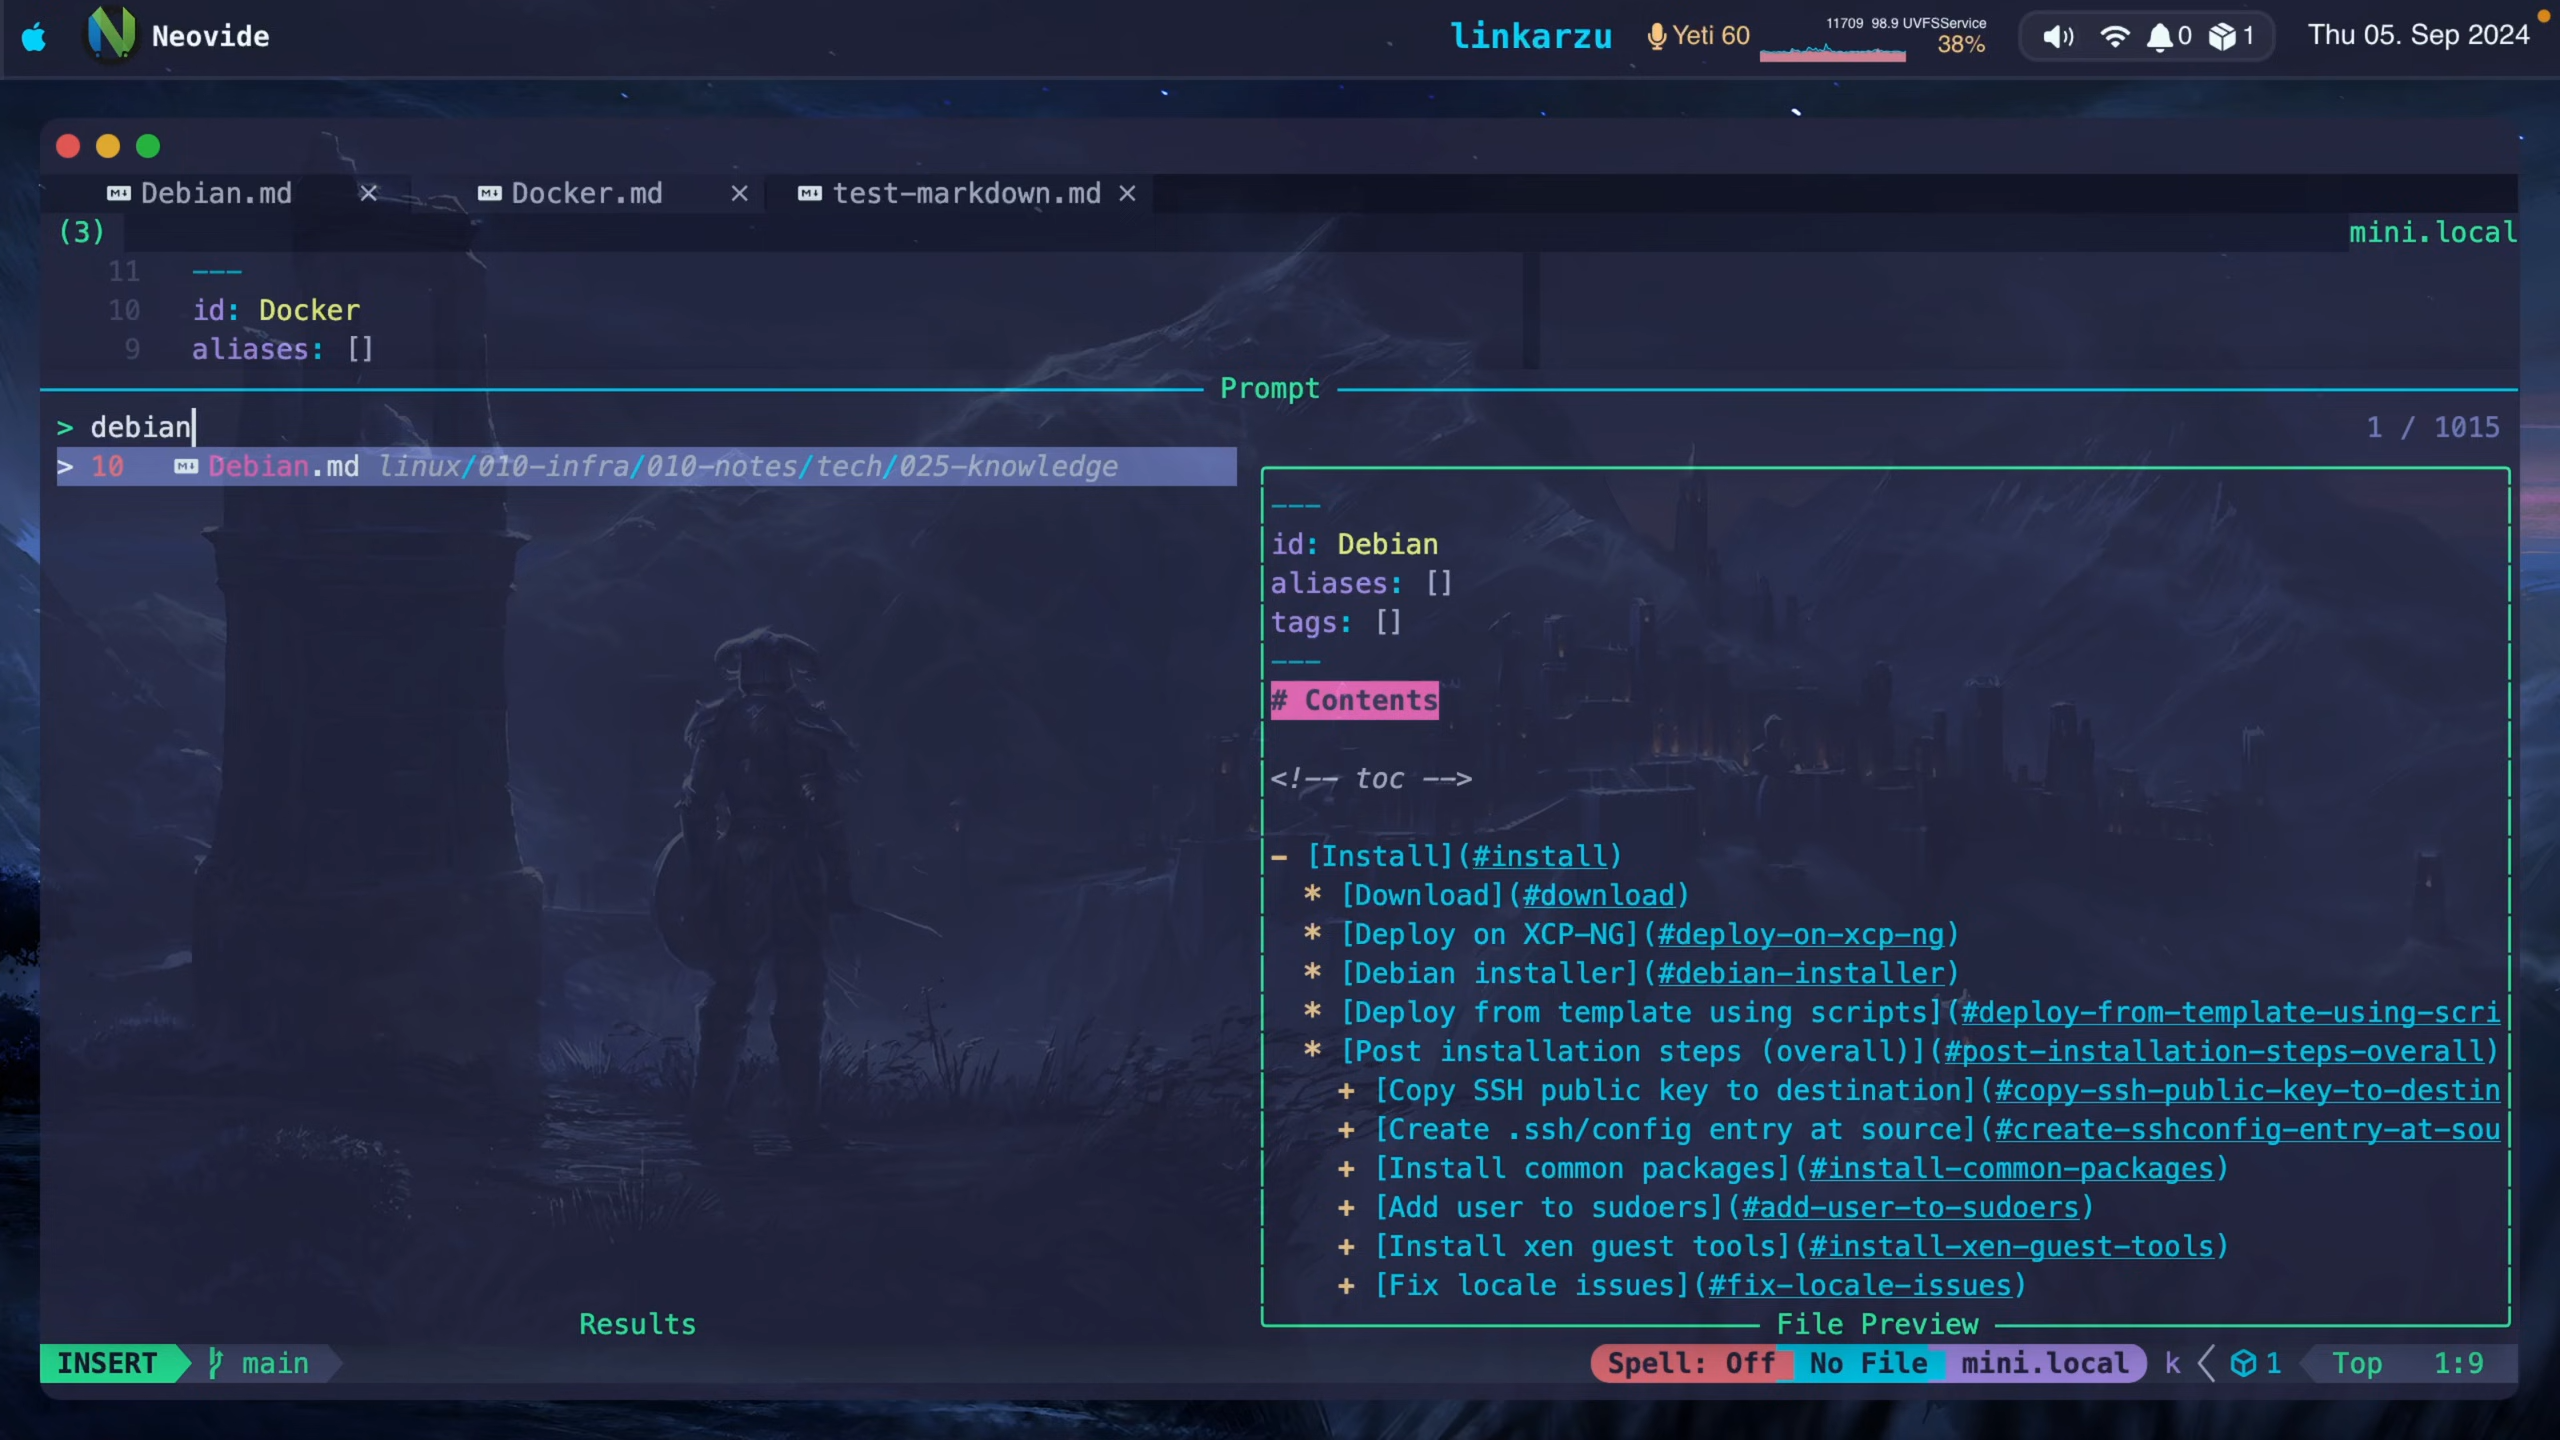 Neovide
linkarzu
Yeti 60
11709 98.9 UVFSService
38%
0
1
Thu 05. Sep 2024
Debian.md ×
Docker.md ×
test-markdown.md ×
(3)
mini.local
11 ---
10 id: Docker
9 aliases: []
Prompt
> debian
1 / 1015
> 10 Debian.md linux/010-infra/010-notes/tech/025-knowledge
---
id: Debian
aliases: []
tags: []
---
# Contents
<!-- toc -->
- [Install](#install)
* [Download](#download)
* [Deploy on XCP-NG](#deploy-on-xcp-ng)
* [Debian installer](#debian-installer)
* [Deploy from template using scripts](#deploy-from-template-using-scri
* [Post installation steps (overall)](#post-installation-steps-overall)
+ [Copy SSH public key to destination](#copy-ssh-public-key-to-destin
+ [Create .ssh/config entry at source](#create-sshconfig-entry-at-sou
+ [Install common packages](#install-common-packages)
+ [Add user to sudoers](#add-user-to-sudoers)
+ [Install xen guest tools](#install-xen-guest-tools)
+ [Fix locale issues](#fix-locale-issues)
Results
File Preview
INSERT main
Spell: Off No File mini.local k 1 Top 1:9